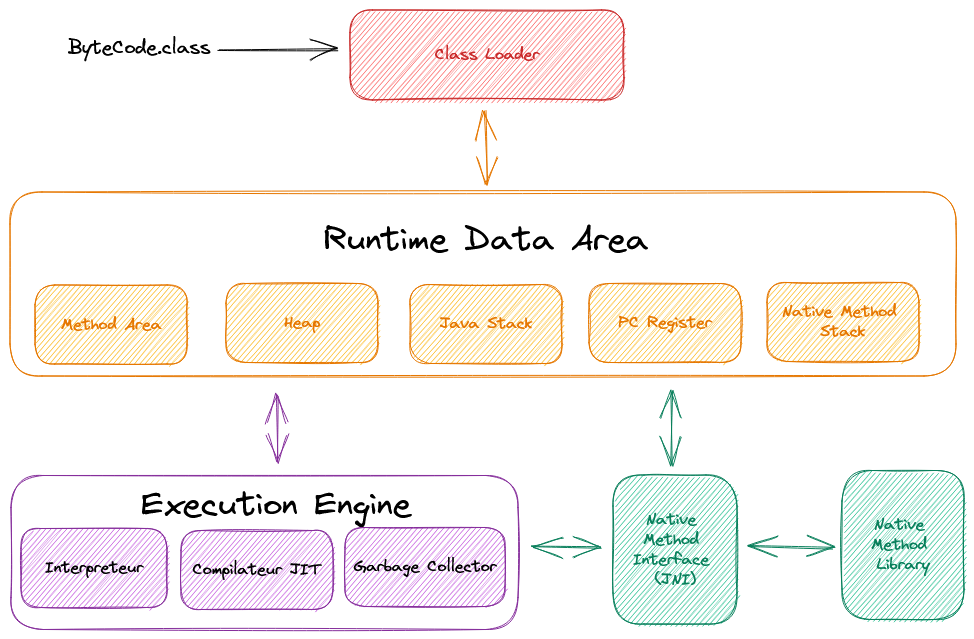 ByteCode.class
Class Loader
Runtime Data Area
Method Area
Heap
Java Stack
PC Register
Native Method
Stack
Execution Engine
Interpreteur
Compilateur JIT
Garbage Collector
Native
Method
Interface
(JNI)
Native
Method
Library